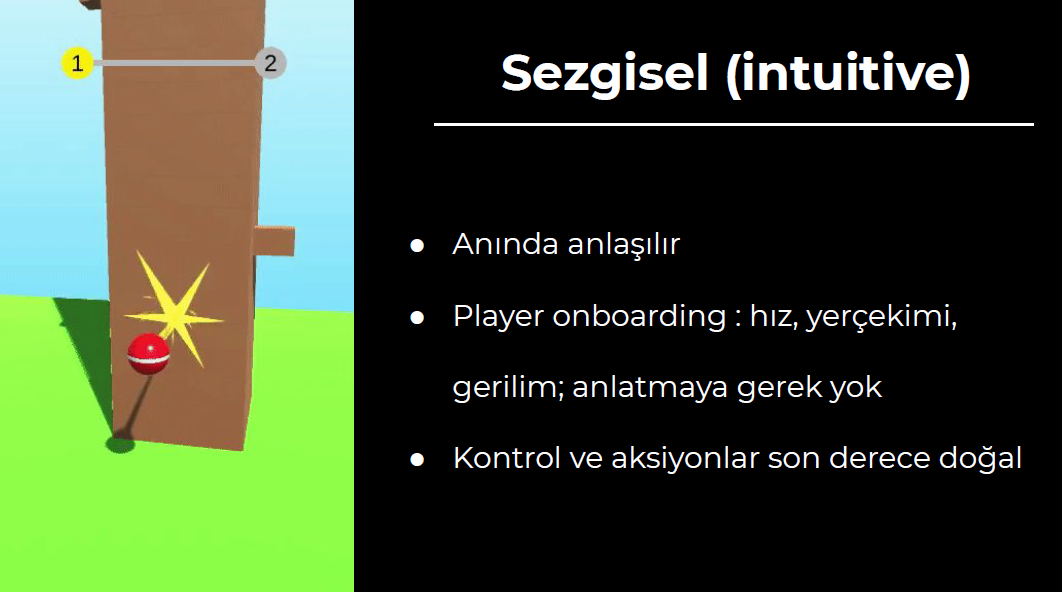 1 2
Sezgisel (intuitive)
● Anında anlaşılır
● Player onboarding : hız, yerçekimi,
gerilim; anlatmaya gerek yok
● Kontrol ve aksiyonlar son derece doğal